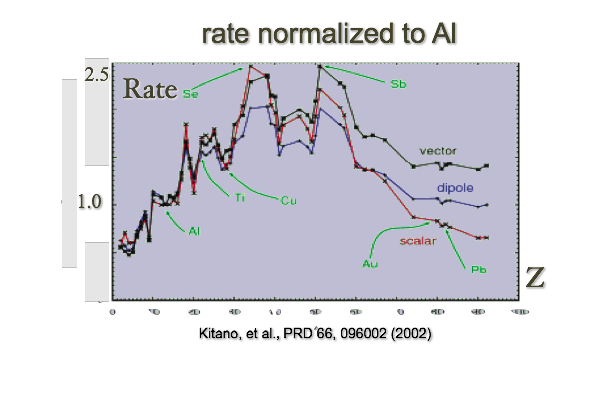 rate normalized to Al
2.5
Rate
Se
Sb
vector
dipole
Ti
Cu
1.0
Al
scalar
Au
Pb
Z
Kitano, et al., PRD 66, 096002 (2002)